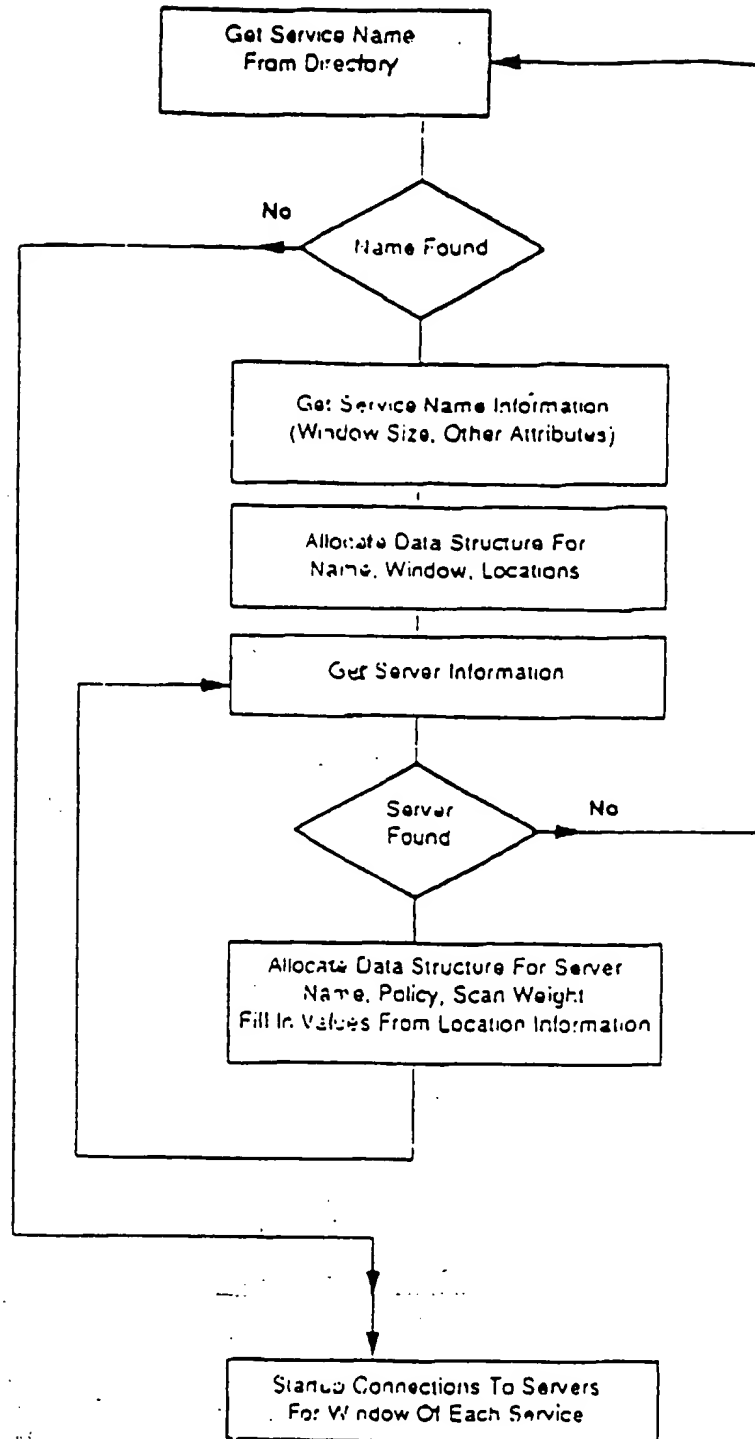 Get Service Name
From Directory
No
Name Found
Get Service Name Information
(Window Size, Other Attributes)
Allocate Data Structure For
Name, Window, Locations
Get Server Information
Server
Found
No
Allocate Data Structure For Server
Name, Policy, Scan Weight
Fill In Values From Location Information
Startup Connections To Servers
For Window Of Each Service